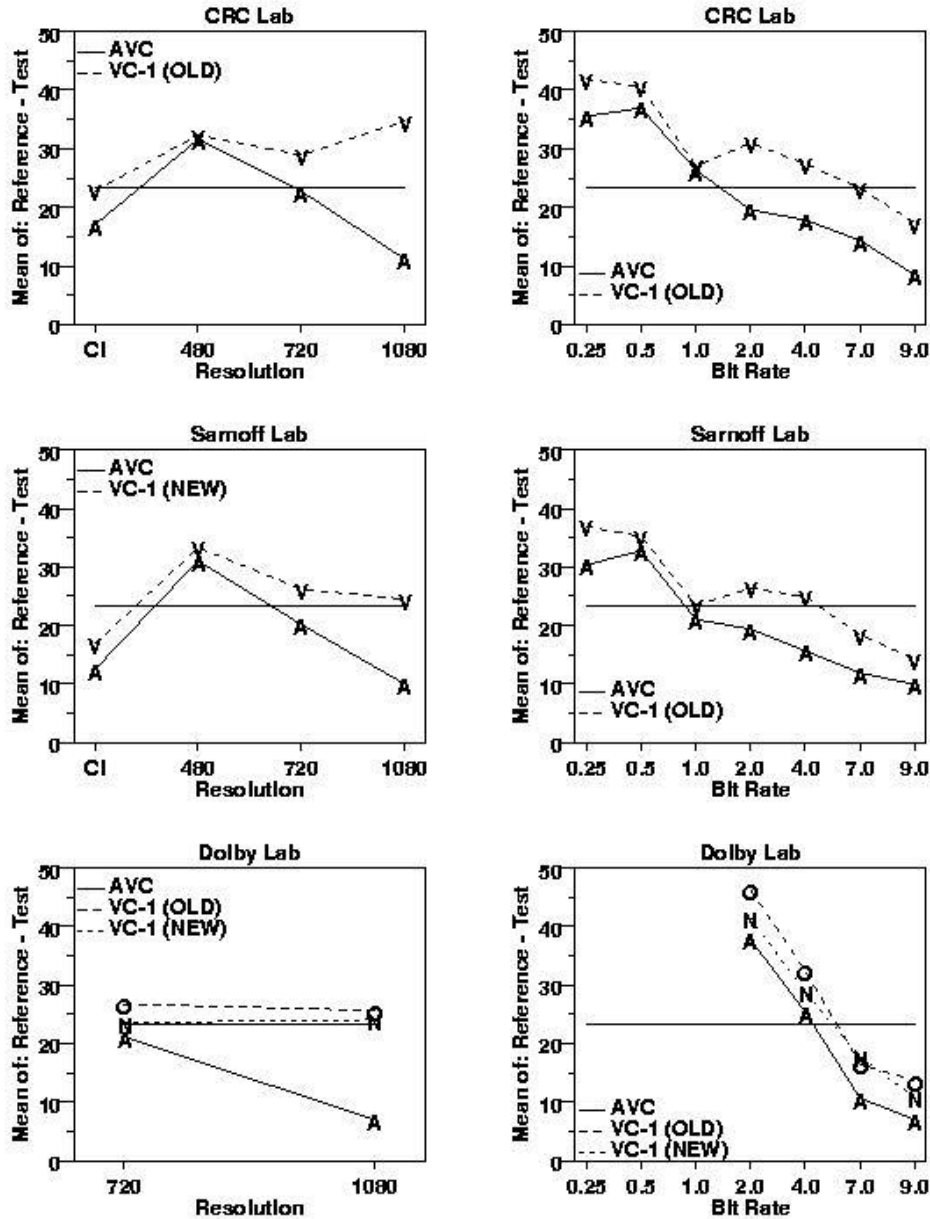 CRC Lab
Mean of: Reference - Test
50
40
30
20
10
0
AVC
VC-1 (OLD)
V
V
V
V
A
A
A
A
CI
480
720
1080
Resolution
CRC Lab
Mean of: Reference - Test
50
40
30
20
10
0
V
V
V
V
V
V
V
A
A
A
A
A
A
A
AVC
VC-1 (OLD)
0.25
0.5
1.0
2.0
4.0
7.0
9.0
Bit Rate
Sarnoff Lab
Mean of: Reference - Test
50
40
30
20
10
0
AVC
VC-1 (NEW)
V
V
V
V
A
A
A
A
CI
480
720
1080
Resolution
Sarnoff Lab
Mean of: Reference - Test
50
40
30
20
10
0
V
V
V
V
V
V
V
A
A
A
A
A
A
A
AVC
VC-1 (OLD)
0.25
0.5
1.0
2.0
4.0
7.0
9.0
Bit Rate
Dolby Lab
Mean of: Reference - Test
50
40
30
20
10
0
AVC
VC-1 (OLD)
VC-1 (NEW)
O
O
N
N
A
A
720
1080
Resolution
Dolby Lab
Mean of: Reference - Test
50
40
30
20
10
0
O
O
O
O
N
N
N
N
A
A
A
A
AVC
VC-1 (OLD)
VC-1 (NEW)
0.25
0.5
1.0
2.0
4.0
7.0
9.0
Bit Rate